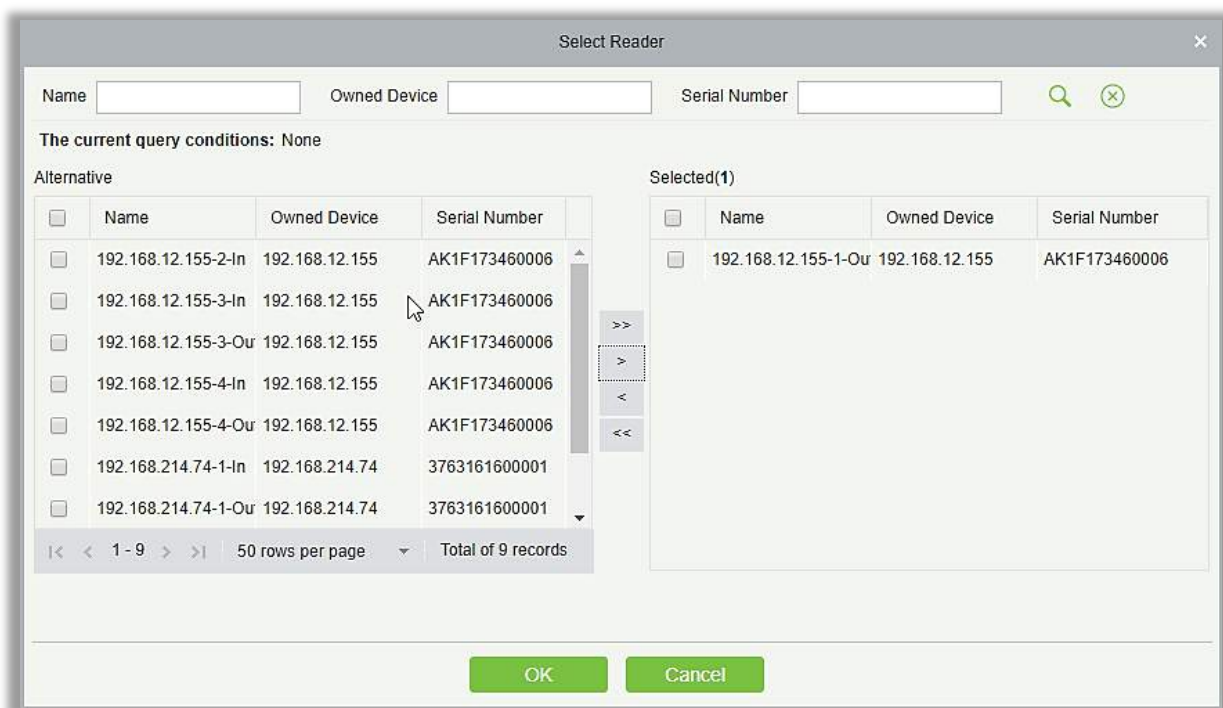 Select Reader ×
Name Owned Device Serial Number
The current query conditions: None
Alternative Selected(1)
Name Owned Device Serial Number Name Owned Device Serial Number
192.168.12.155-2-In 192.168.12.155 AK1F173460006 192.168.12.155-1-Ou 192.168.12.155 AK1F173460006
192.168.12.155-3-In 192.168.12.155 AK1F173460006
>>
192.168.12.155-3-Ou 192.168.12.155 AK1F173460006
>
192.168.12.155-4-In 192.168.12.155 AK1F173460006
<
192.168.12.155-4-Ou 192.168.12.155 AK1F173460006
<<
192.168.214.74-1-In 192.168.214.74 3763161600001
192.168.214.74-1-Ou 192.168.214.74 3763161600001
|< < 1 - 9 > >| 50 rows per page Total of 9 records
OK Cancel